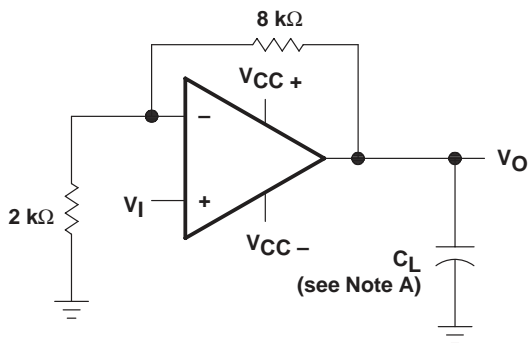 8 kΩ
VCC +
−
VO
VI
+
2 kΩ
VCC −
CL
(see Note A)